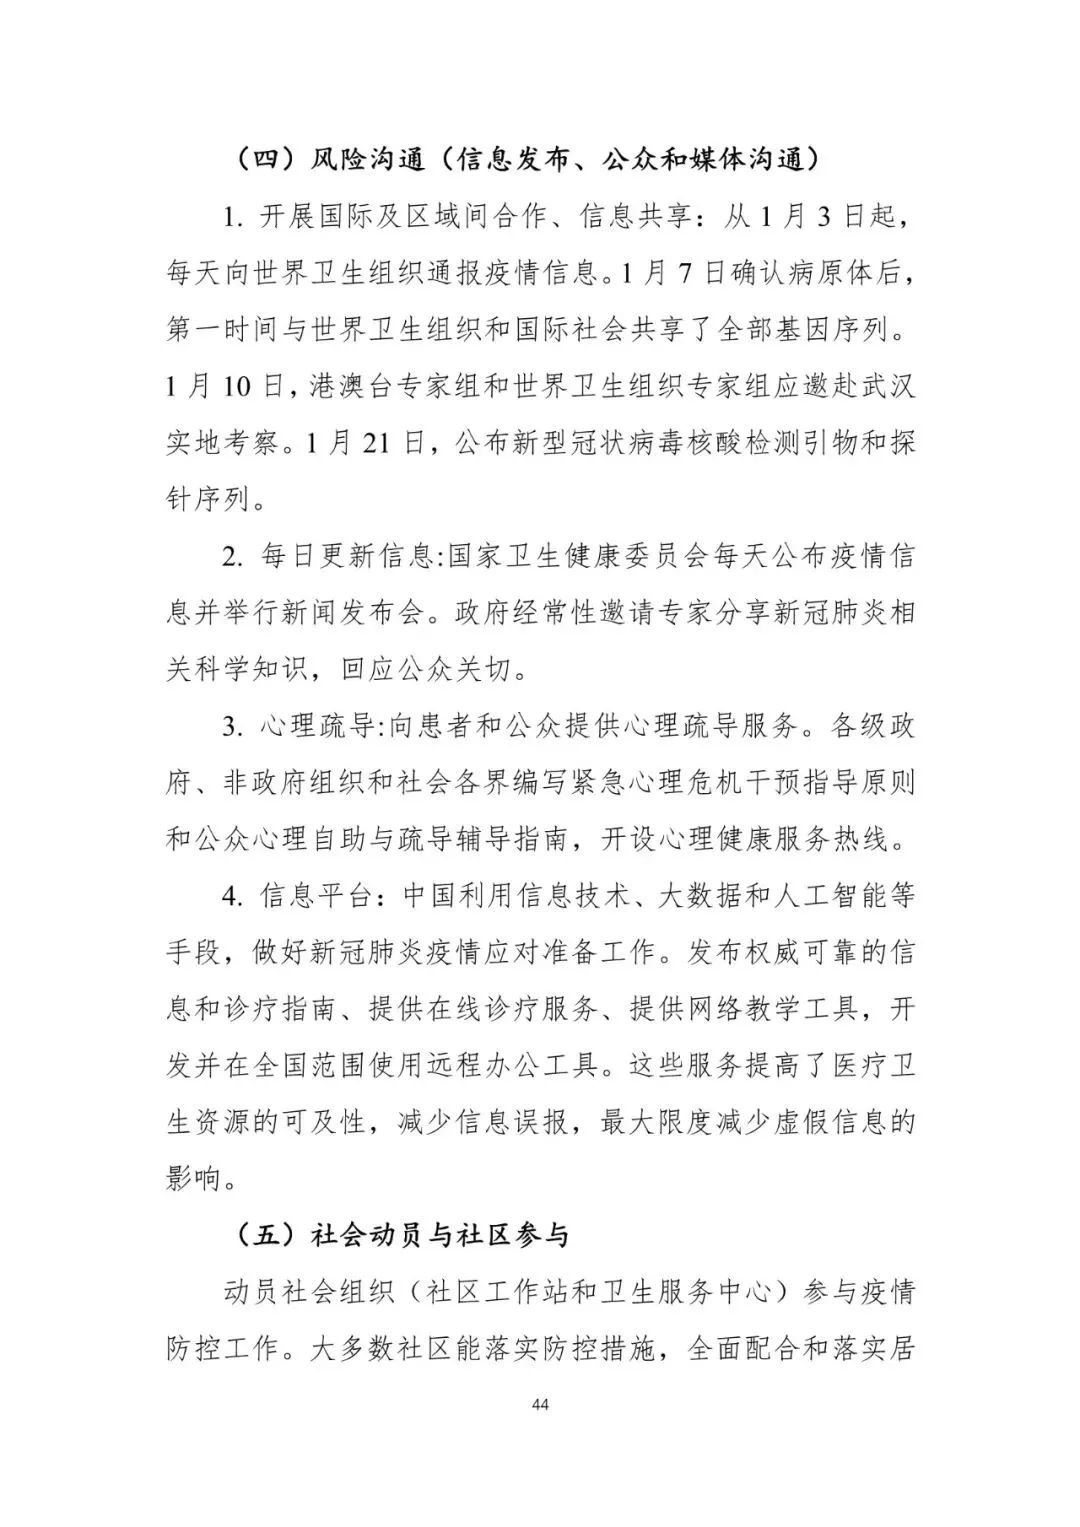 （四）风险沟通（信息发布、公众和媒体沟通）
1. 开展国际及区域间合作、信息共享：从 1 月 3 日起，
每天向世界卫生组织通报疫情信息。1 月 7 日确认病原体后，
第一时间与世界卫生组织和国际社会共享了全部基因序列。
1 月 10 日，港澳台专家组和世界卫生组织专家组应邀赴武汉
实地考察。1 月 21 日，公布新型冠状病毒核酸检测引物和探
针序列。
2. 每日更新信息:国家卫生健康委员会每天公布疫情信
息并举行新闻发布会。政府经常性邀请专家分享新冠肺炎相
关科学知识，回应公众关切。
3. 心理疏导:向患者和公众提供心理疏导服务。各级政
府、非政府组织和社会各界编写紧急心理危机干预指导原则
和公众心理自助与疏导辅导指南，开设心理健康服务热线。
4. 信息平台：中国利用信息技术、大数据和人工智能等
手段，做好新冠肺炎疫情应对准备工作。发布权威可靠的信
息和诊疗指南、提供在线诊疗服务、提供网络教学工具，开
发并在全国范围使用远程办公工具。这些服务提高了医疗卫
生资源的可及性，减少信息误报，最大限度减少虚假信息的
影响。
（五）社会动员与社区参与
动员社会组织（社区工作站和卫生服务中心）参与疫情
防控工作。大多数社区能落实防控措施，全面配合和落实居
44